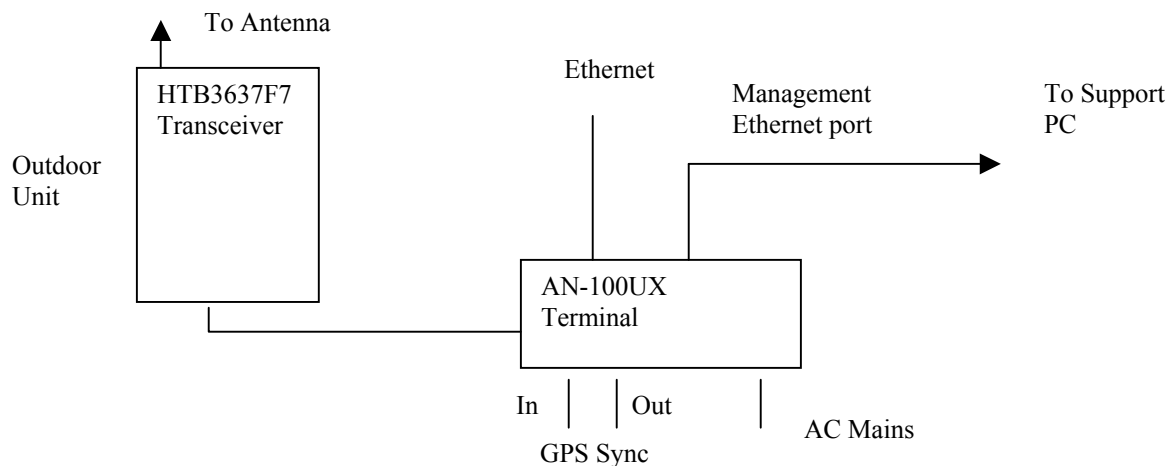 To Antenna
HTB3637F7
Transceiver
Outdoor
Unit
Ethernet
Management
Ethernet port
To Support
PC
AN-100UX
Terminal
In
Out
GPS Sync
AC Mains